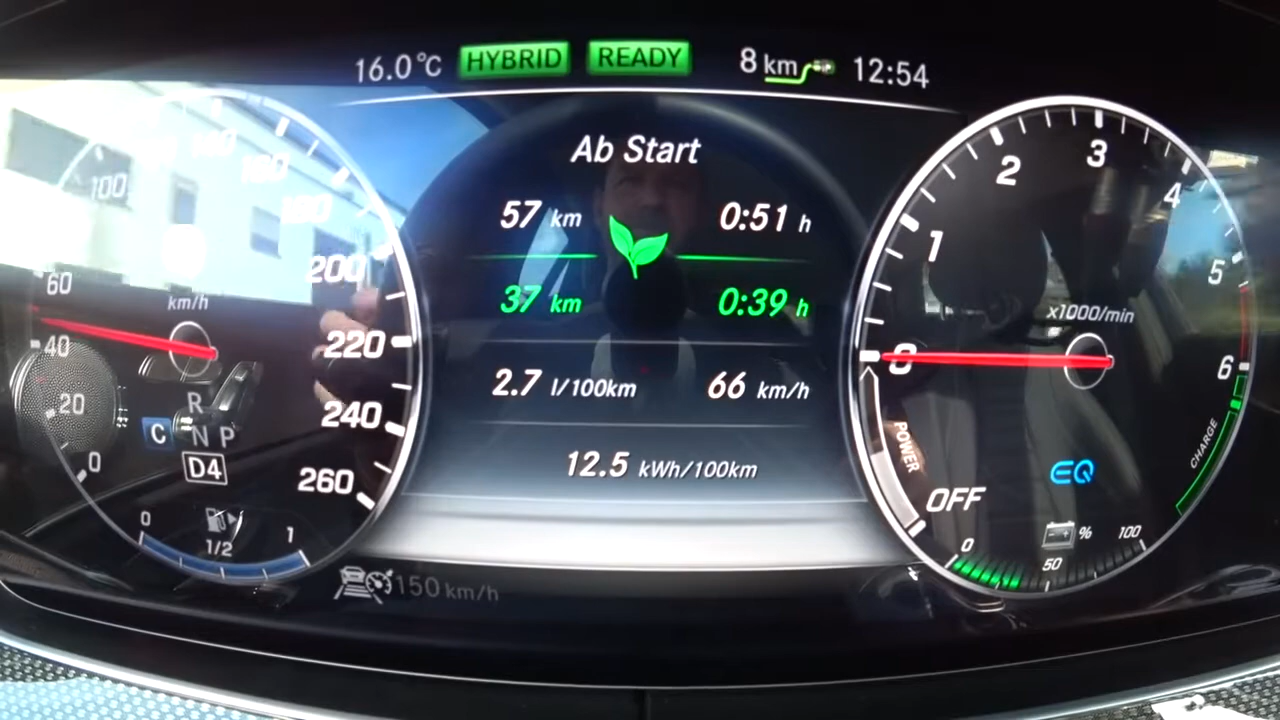 16.0°C HYBRID READY 8 km 12:54
Ab Start
57 km 0:51 h
37 km 0:39 h
2.7 l/100km 66 km/h
12.5 kWh/100km
0
20
40
60
100
200
220
240
260
km/h
R
C N P
D4
0 1/2 1
150 km/h
0
1
2
3
4
5
6
x1000/min
POWER
CHARGE
OFF
EQ
%
0 50 100